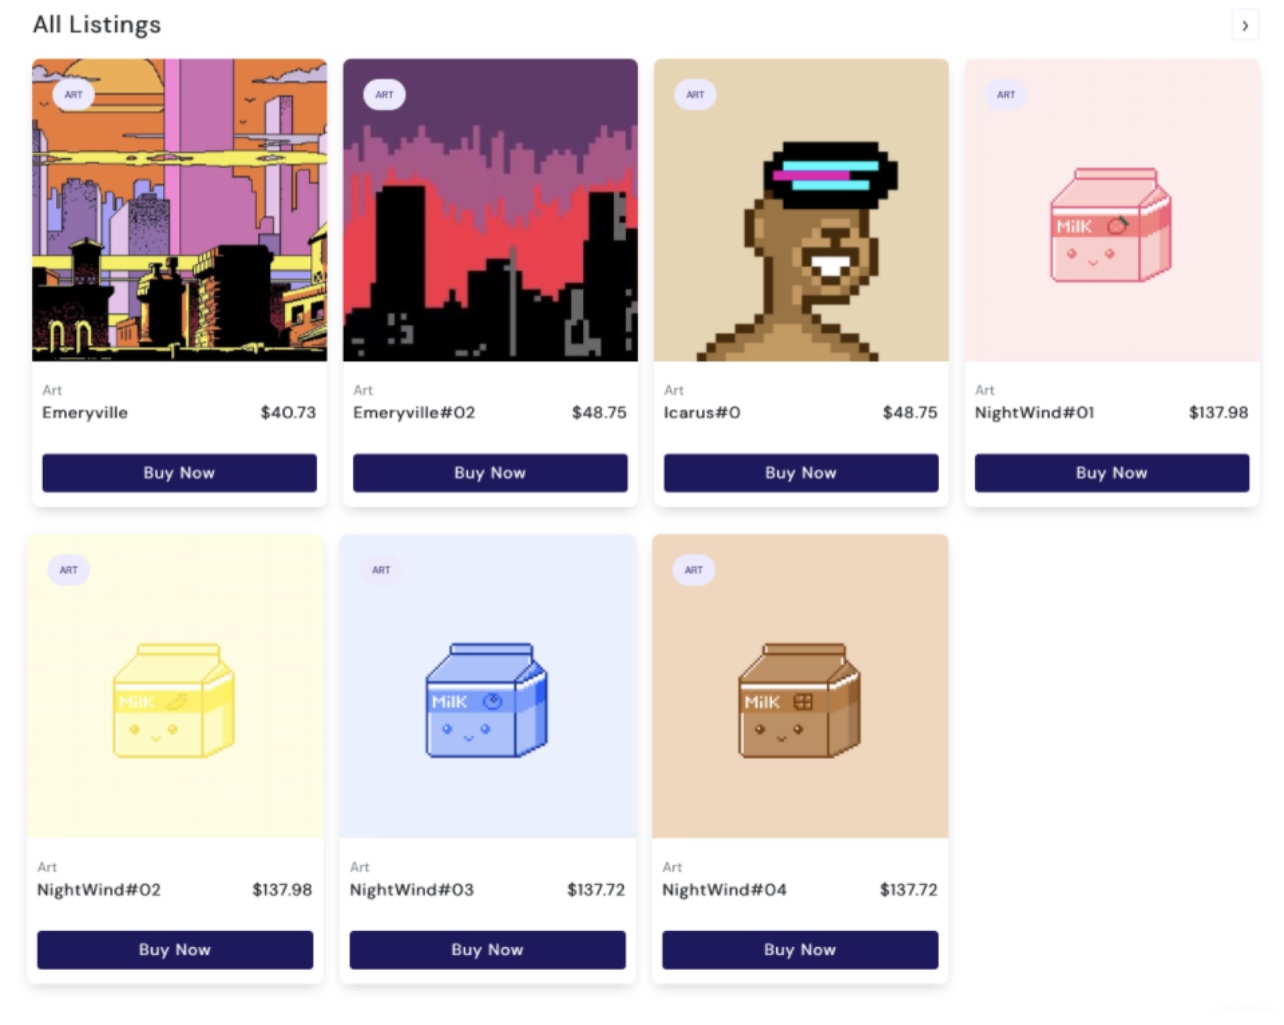 All Listings
ART
ART
ART
ART
MilK
Art
Emeryville $40.73
Buy Now
Art
Emeryville#02 $48.75
Buy Now
Art
Icarus#0 $48.75
Buy Now
Art
NightWind#01 $137.98
Buy Now
ART
ART
ART
MilK
MilK
MilK
Art
NightWind#02 $137.98
Buy Now
Art
NightWind#03 $137.72
Buy Now
Art
NightWind#04 $137.72
Buy Now